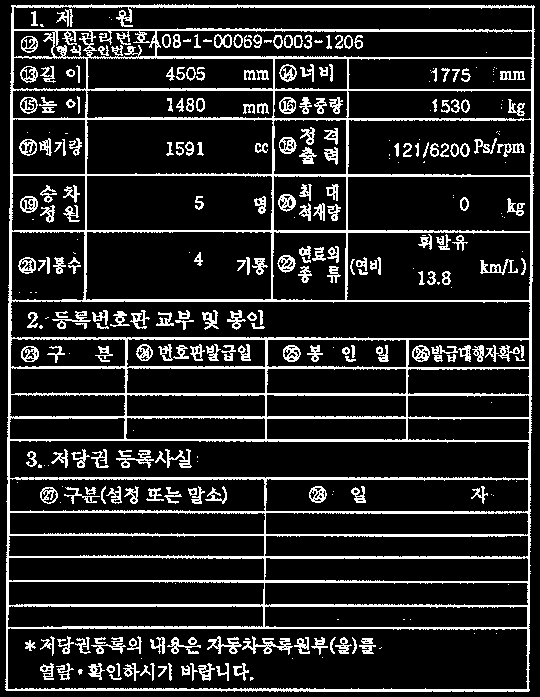 1. 제 원
⑫ 제원관리번호 A08-1-00069-0003-1206
(형식승인번호)
⑬길 이 4505 mm ⑭너비 1775 mm
⑮높 이 1480 mm ⑯총중량 1530 kg
⑰배기량 1591 cc ⑱정 격 출 력 121/6200 Ps/rpm
⑲승 차 정 원 5 명 ⑳최 대 적재량 0 kg
㉑기통수 4 기통 ㉒연료의 종 류 휘발유
(연비 13.8 km/L)
2. 등록번호판 교부 및 봉인
㉓구 분 ㉔번호판발급일 ㉕봉 인 일 ㉖발급대행자확인
3. 저당권 등록사실
㉗구분(설정 또는 말소) ㉘ 일 자
*저당권등록의 내용은 자동차등록원부(을)를
열람·확인하시기 바랍니다.